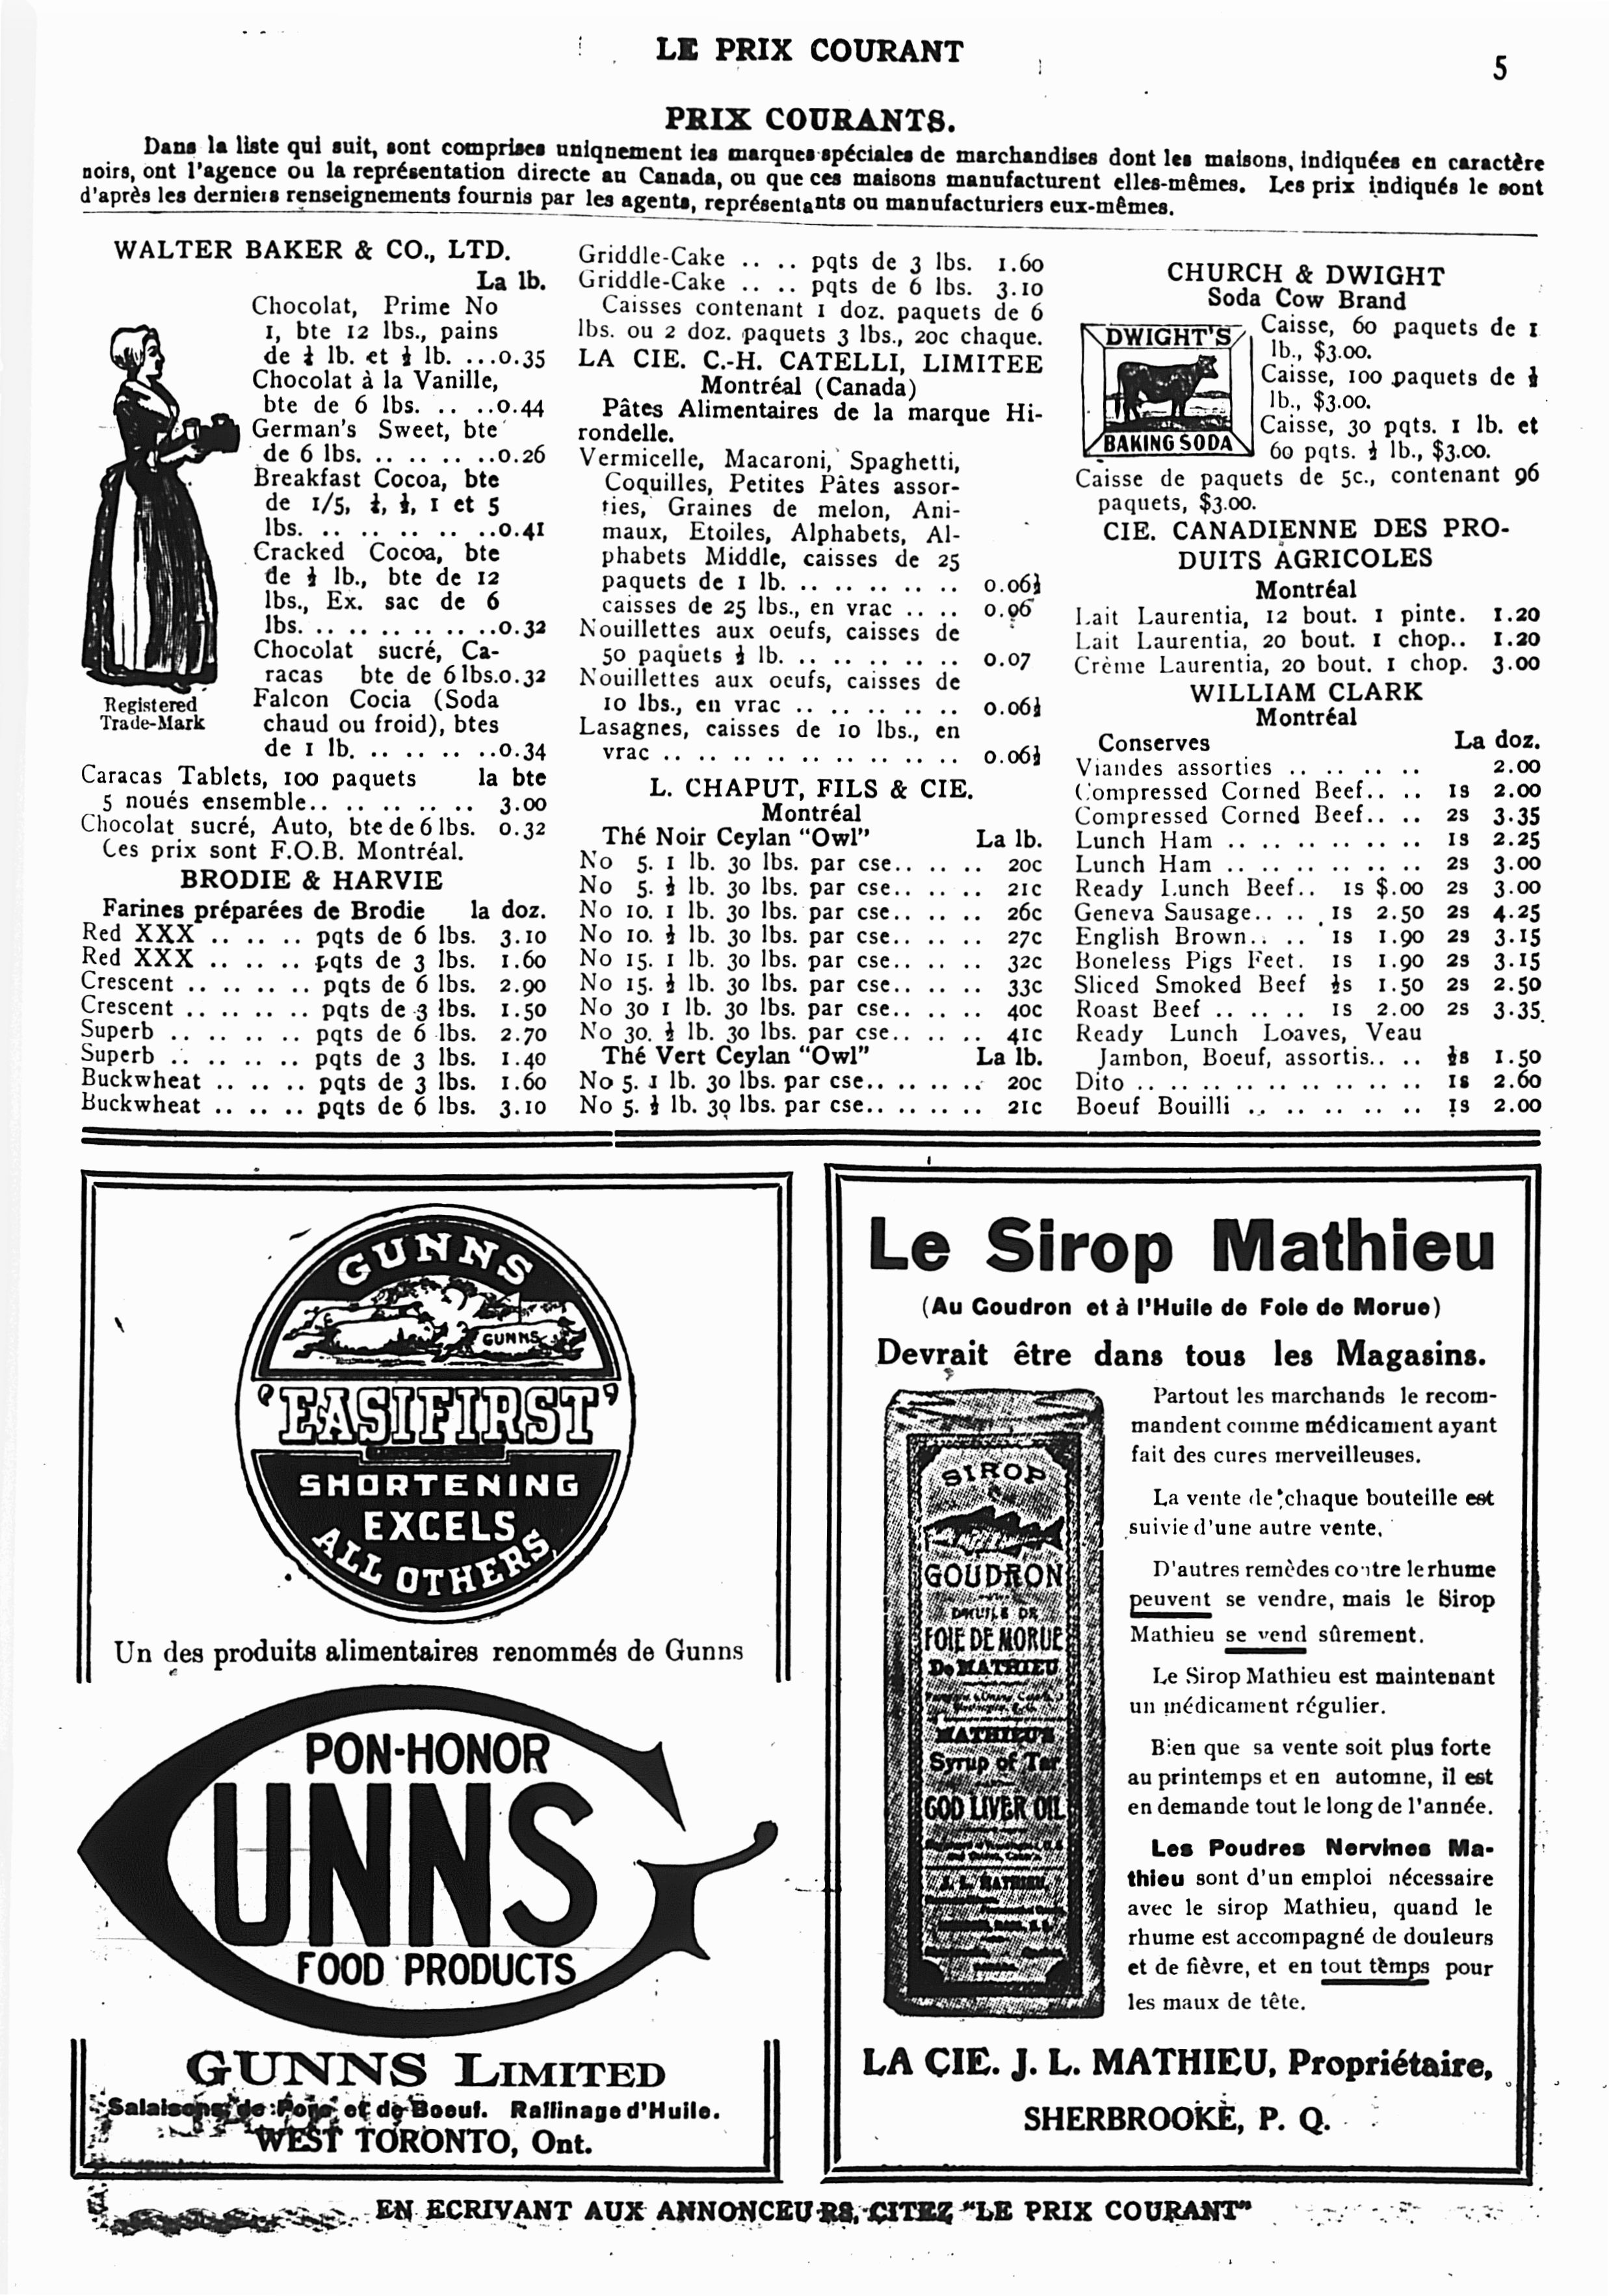 LE PRIX COURANT
5
PRIX COURANTS.
Dans la liste qui suit, sont comprises uniqnement les marques spéciales de marchandises dont les maisons, indiquées en caractère
noirs, ont l'agence ou la représentation directe au Canada, ou que ces maisons manufacturent elles-mêmes. Les prix indiqués le sont
d'après les derniers renseignements fournis par les agents, représentants ou manufacturiers eux-mêmes.
WALTER BAKER & CO., LTD.
La lb.
Chocolat, Prime No
1, bte 12 lbs., pains
de ¼ lb. et ½ lb. ...0.35
Chocolat à la Vanille,
bte de 6 lbs. .. ..0.44
German's Sweet, bte
de 6 lbs. .. .. .. ..0.26
Breakfast Cocoa, bte
de 1/5, ¼, ½, 1 et 5
lbs. .. .. .. .. ..0.41
Cracked Cocoa, bte
de ½ lb., bte de 12
lbs., Ex. sac de 6
lbs. .. .. .. .. .. ..0.32
Chocolat sucré, Ca-
racas bte de 6 lbs.0.32
Falcon Cocia (Soda
chaud ou froid), btes
de 1 lb. .. .. .. ..0.34
Registered
Trade-Mark
Caracas Tablets, 100 paquets la bte
5 noués ensemble.. .. .. .. .. 3.00
Chocolat sucré, Auto, bte de 6 lbs. 0.32
Ces prix sont F.O.B. Montréal.
BRODIE & HARVIE
Farines préparées de Brodie la doz.
Red XXX .. .. .. pqts de 6 lbs. 3.10
Red XXX .. .. .. pqts de 3 lbs. 1.60
Crescent .. .. .. .. pqts de 6 lbs. 2.90
Crescent .. .. .. .. pqts de 3 lbs. 1.50
Superb .. .. .. .. pqts de 6 lbs. 2.70
Superb .. .. .. .. pqts de 3 lbs. 1.40
Buckwheat .. .. .. pqts de 3 lbs. 1.60
Buckwheat .. .. .. pqts de 6 lbs. 3.10
Griddle-Cake .. .. pqts de 3 lbs. 1.60
Griddle-Cake .. .. pqts de 6 lbs. 3.10
Caisses contenant 1 doz. paquets de 6
lbs. ou 2 doz. paquets 3 lbs., 20c chaque.
LA CIE. C.-H. CATELLI, LIMITEE
Montréal (Canada)
Pâtes Alimentaires de la marque Hi-
rondelle.
Vermicelle, Macaroni, Spaghetti,
Coquilles, Petites Pâtes assor-
ties, Graines de melon, Ani-
maux, Etoiles, Alphabets, Al-
phabets Middle, caisses de 25
paquets de 1 lb. .. .. .. .. .. 0.06½
caisses de 25 lbs., en vrac .. .. 0.06
Nouillettes aux oeufs, caisses de
50 paquets ½ lb. .. .. .. .. .. 0.07
Nouillettes aux oeufs, caisses de
10 lbs., en vrac .. .. .. .. .. 0.06½
Lasagnes, caisses de 10 lbs., en
vrac .. .. .. .. .. .. .. .. .. 0.06½
L. CHAPUT, FILS & CIE.
Montréal
Thé Noir Ceylan "Owl" La lb.
No 5. 1 lb. 30 lbs. par cse.. .. .. 20c
No 5. ½ lb. 30 lbs. par cse.. .. .. 21c
No 10. 1 lb. 30 lbs. par cse.. .. .. 26c
No 10. ½ lb. 30 lbs. par cse.. .. .. 27c
No 15. 1 lb. 30 lbs. par cse.. .. .. 32c
No 15. ½ lb. 30 lbs. par cse.. .. .. 33c
No 30 1 lb. 30 lbs. par cse.. .. .. 40c
No 30. ½ lb. 30 lbs. par cse.. .. .. 41c
Thé Vert Ceylan "Owl" La lb.
No 5. 1 lb. 30 lbs. par cse.. .. .. .. 20c
No 5. ½ lb. 30 lbs. par cse.. .. .. .. 21c
CHURCH & DWIGHT
Soda Cow Brand
DWIGHT'S
BAKING SODA
Caisse, 60 paquets de 1
lb., $3.00.
Caisse, 100 paquets de ½
lb., $3.00.
Caisse, 30 pqts. 1 lb. et
60 pqts. ½ lb., $3.00.
Caisse de paquets de 5c., contenant 96
paquets, $3.00.
CIE. CANADIENNE DES PRO-
DUITS AGRICOLES
Montréal
Lait Laurentia, 12 bout. 1 pinte. 1.20
Lait Laurentia, 20 bout. 1 chop.. 1.20
Crème Laurentia, 20 bout. 1 chop. 3.00
WILLIAM CLARK
Montréal
Conserves La doz.
Viandes assorties .. .. .. .. 2.00
Compressed Corned Beef.. .. 1s 2.00
Compressed Corned Beef.. .. 2s 3.35
Lunch Ham .. .. .. .. .. .. 1s 2.25
Lunch Ham .. .. .. .. .. .. 2s 3.00
Ready Lunch Beef.. 1s $.00 2s 3.00
Geneva Sausage.. .. 1s 2.50 2s 4.25
English Brown.. .. 1s 1.90 2s 3.15
Boneless Pigs Feet. 1s 1.90 2s 3.15
Sliced Smoked Beef ½s 1.50 2s 2.50
Roast Beef .. .. .. 1s 2.00 2s 3.35
Ready Lunch Loaves, Veau
Jambon, Boeuf, assortis.. .. ½s 1.50
Dito .. .. .. .. .. .. .. .. .. 1s 2.60
Boeuf Bouilli .. .. .. .. .. 1s 2.00
GUNNS
GUNNS
'EASIFIRST'
SHORTENING
EXCELS
ALL OTHERS
Un des produits alimentaires renommés de Gunns
PON-HONOR
GUNNS
FOOD PRODUCTS
GUNNS LIMITED
Salaisons de Porc et de Boeuf. Raffinage d'Huile.
WEST TORONTO, Ont.
Le Sirop Mathieu
(Au Goudron et à l'Huile de Foie de Morue)
Devrait être dans tous les Magasins.
SIROP
GOUDRON
D'HUILE DE
FOIE DE MORUE
De MATHIEU
MATHIEU'S
Syrup of Tar
COD LIVER OIL
J. L. MATHIEU,
Partout les marchands le recom-
mandent comme médicament ayant
fait des cures merveilleuses.
La vente de chaque bouteille est
suivie d'une autre vente.
D'autres remèdes contre le rhume
peuvent se vendre, mais le Sirop
Mathieu se vend sûrement.
Le Sirop Mathieu est maintenant
un médicament régulier.
Bien que sa vente soit plus forte
au printemps et en automne, il est
en demande tout le long de l'année.
Les Poudres Nervines Ma-
thieu sont d'un emploi nécessaire
avec le sirop Mathieu, quand le
rhume est accompagné de douleurs
et de fièvre, et en tout temps pour
les maux de tête.
LA CIE. J. L. MATHIEU, Propriétaire,
SHERBROOKE, P. Q.
EN ECRIVANT AUX ANNONCEURS, CITEZ "LE PRIX COURANT"